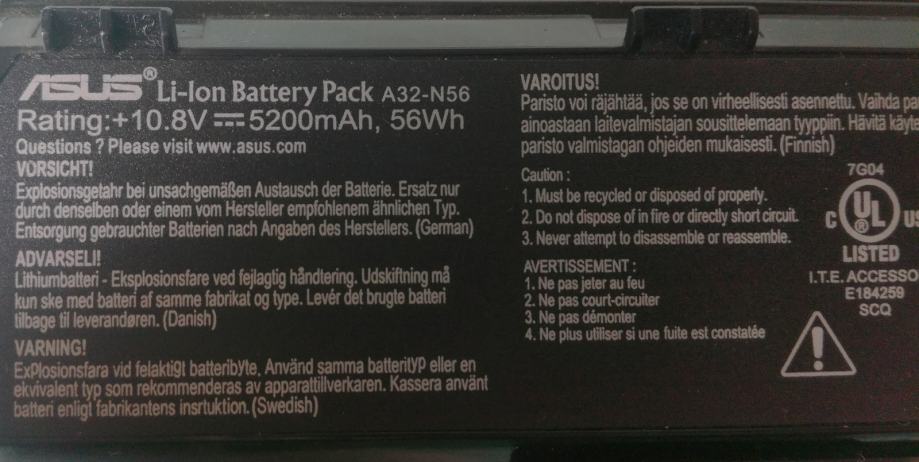 ASUS® Li-Ion Battery Pack A32-N56
Rating:+10.8V ⎓ 5200mAh, 56Wh
Questions ? Please visit www.asus.com
VORSICHT!
Explosionsgetahr bei unsachgemäßen Austausch der Batterie. Ersatz nur
durch denselben oder einem vom Hersteller empfohlenem ähnlichen Typ.
Entsorgung gebrauchter Batterien nach Angaben des Herstellers. (German)
ADVARSELI!
Lithiumbatteri - Eksplosionsfare ved fejlagtig håndtering. Udskiftning må
kun ske med batteri af samme fabrikat og type. Levér det brugte batteri
tilbage til leverandøren. (Danish)
VARNING!
ExPlosionsfara vid felaktigt batteribyte, Använd samma batterityp eller en
ekvivalent typ som rekommenderas av apparattillverkaren. Kassera använt
batteri enligt fabrikantens insrtuktion. (Swedish)
VAROITUS!
Paristo voi räjähtää, jos se on virheellisesti asennettu. Vaihda pa
ainoastaan laitevalmistajan sousittelemaan tyyppiin. Hävitä käyte
paristo valmistagan ohjeiden mukaisesti. (Finnish)
Caution :
1. Must be recycled or disposed of properly.
2. Do not dispose of in fire or directly short circuit.
3. Never attempt to disassemble or reassemble.
AVERTISSEMENT :
1. Ne pas jeter au feu
2. Ne pas court-circuiter
3. Ne pas démonter
4. Ne plus utiliser si une fuite est constatée
7G04
C UL® U
LISTED
I.T.E. ACCESSO
E184259
SCQ